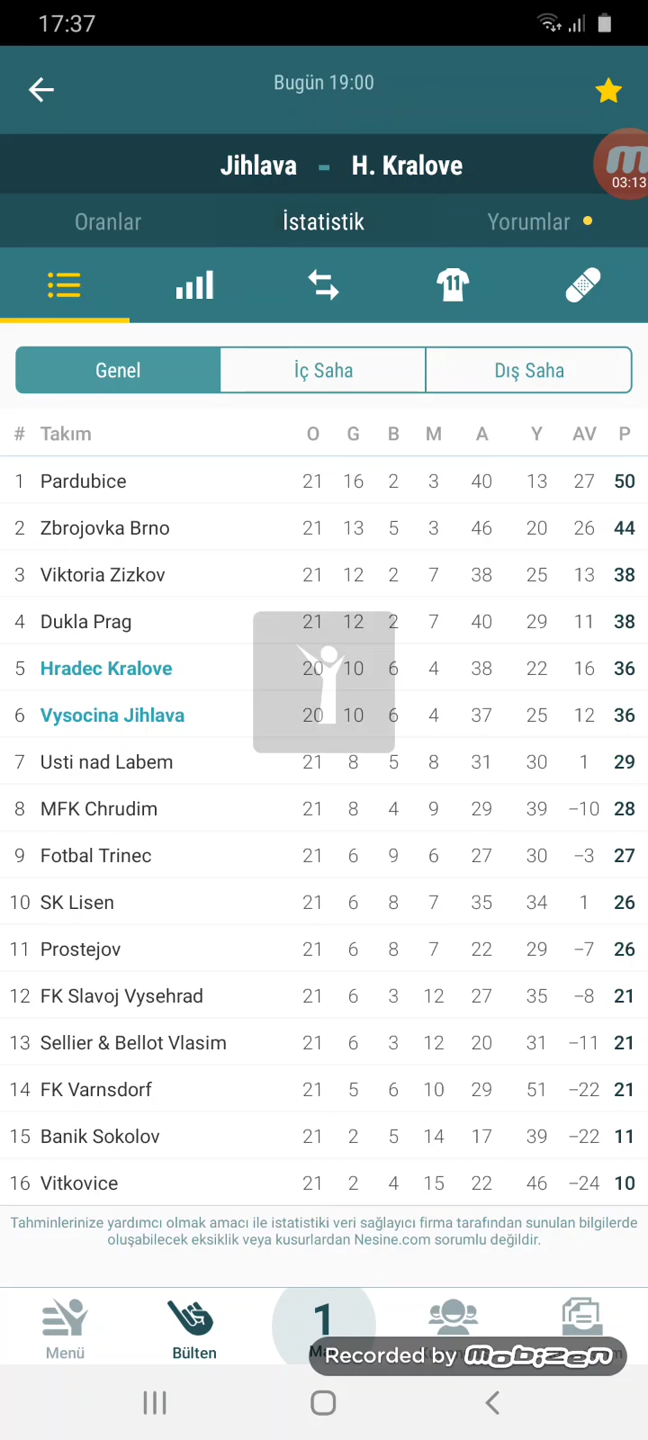 17:37
Bugün 19:00
Jihlava - H. Kralove
03:13
Oranlar İstatistik Yorumlar
11
Genel İç Saha Dış Saha
# Takım O G B M A Y AV P
1 Pardubice 21 16 2 3 40 13 27 50
2 Zbrojovka Brno 21 13 5 3 46 20 26 44
3 Viktoria Zizkov 21 12 2 7 38 25 13 38
4 Dukla Prag 21 12 2 7 40 29 11 38
5 Hradec Kralove 20 10 6 4 38 22 16 36
6 Vysocina Jihlava 20 10 6 4 37 25 12 36
7 Usti nad Labem 21 8 5 8 31 30 1 29
8 MFK Chrudim 21 8 4 9 29 39 −10 28
9 Fotbal Trinec 21 6 9 6 27 30 −3 27
10 SK Lisen 21 6 8 7 35 34 1 26
11 Prostejov 21 6 8 7 22 29 −7 26
12 FK Slavoj Vysehrad 21 6 3 12 27 35 −8 21
13 Sellier & Bellot Vlasim 21 6 3 12 20 31 −11 21
14 FK Varnsdorf 21 5 6 10 29 51 −22 21
15 Banik Sokolov 21 2 5 14 17 39 −22 11
16 Vitkovice 21 2 4 15 22 46 −24 10
Tahminlerinize yardımcı olmak amacı ile istatistiki veri sağlayıcı firma tarafından sunulan bilgilerde
oluşabilecek eksiklik veya kusurlardan Nesine.com sorumlu değildir.
1
Menü Bülten
Recorded by mobizen